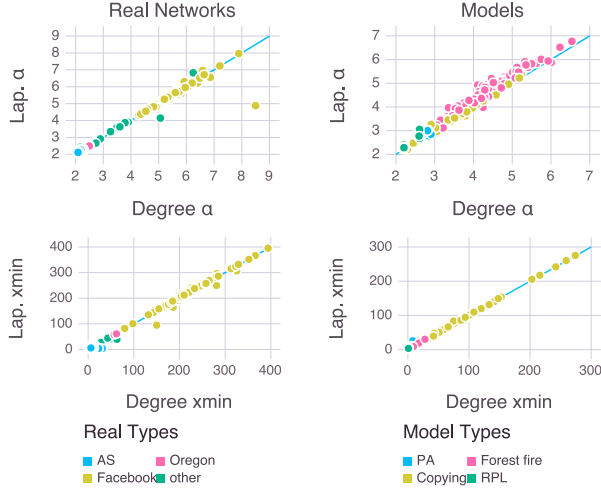 Real Networks
Models
Lap. α
9
8
7
6
5
4
3
2
2 3 4 5 6 7 8 9
Degree α
Lap. α
7
6
5
4
3
2
2 3 4 5 6 7
Degree α
Lap. xmin
400
300
200
100
0
0 100 200 300 400
Degree xmin
Lap. xmin
300
200
100
0
0 100 200 300
Degree xmin
Real Types
AS
Oregon
Facebook
other
Model Types
PA
Forest fire
Copying
RPL